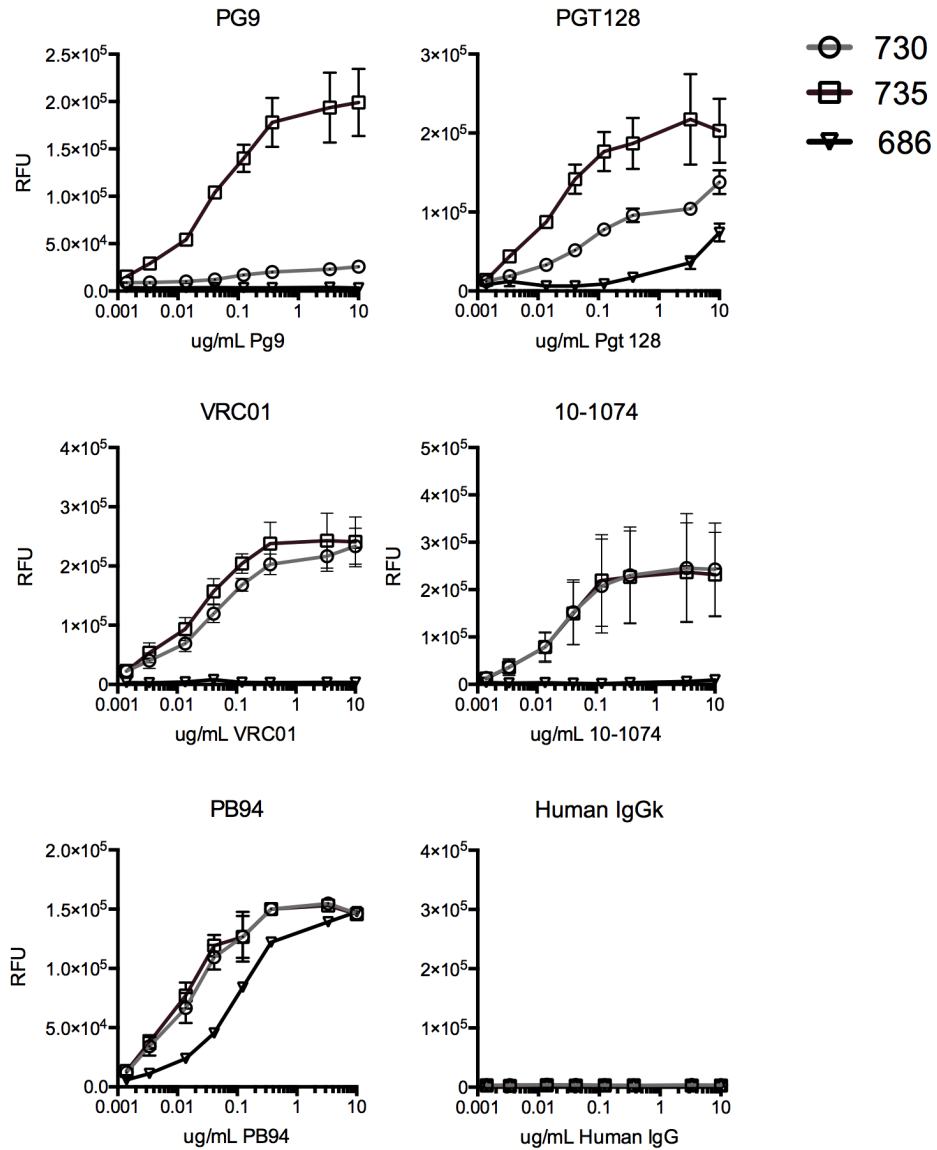 PG9
2.5×10⁵
2.0×10⁵
1.5×10⁵
1.0×10⁵
5.0×10⁴
0.0
RFU
0.001 0.01 0.1 1 10
ug/mL Pg9
PGT128
3×10⁵
2×10⁵
1×10⁵
0
0.001 0.01 0.1 1 10
ug/mL Pgt 128
730
735
686
VRC01
4×10⁵
3×10⁵
2×10⁵
1×10⁵
0
RFU
0.001 0.01 0.1 1 10
ug/mL VRC01
10-1074
5×10⁵
4×10⁵
3×10⁵
2×10⁵
1×10⁵
0
RFU
0.001 0.01 0.1 1 10
ug/mL 10-1074
PB94
2.0×10⁵
1.5×10⁵
1.0×10⁵
5.0×10⁴
0.0
RFU
0.001 0.01 0.1 1 10
ug/mL PB94
Human IgGk
4×10⁵
3×10⁵
2×10⁵
1×10⁵
0
0.001 0.01 0.1 1 10
ug/mL Human IgG